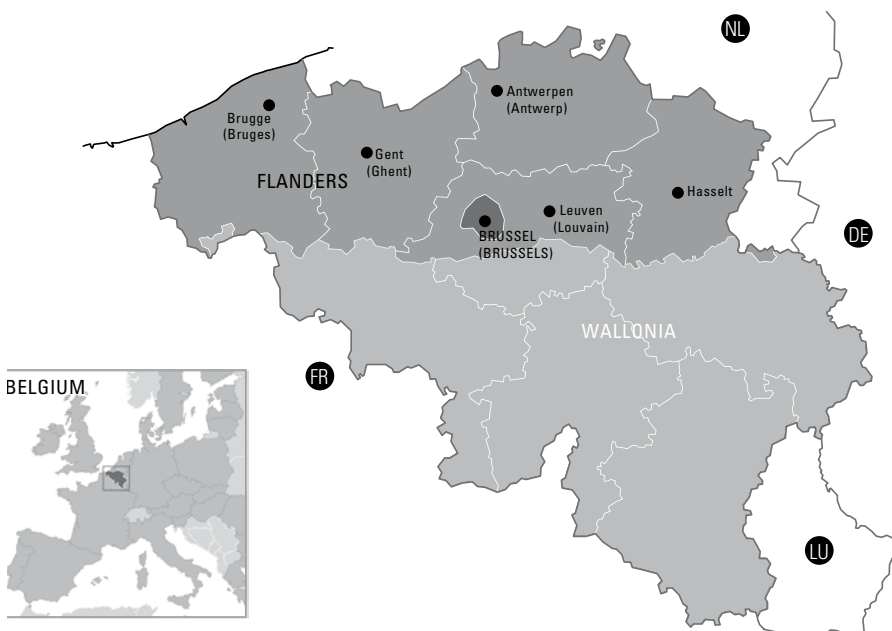 NL
Antwerpen
(Antwerp)
Brugge
(Bruges)
Gent
(Ghent)
FLANDERS
Hasselt
Leuven
(Louvain)
BRUSSEL
(BRUSSELS)
DE
WALLONIA
FR
BELGIUM
LU